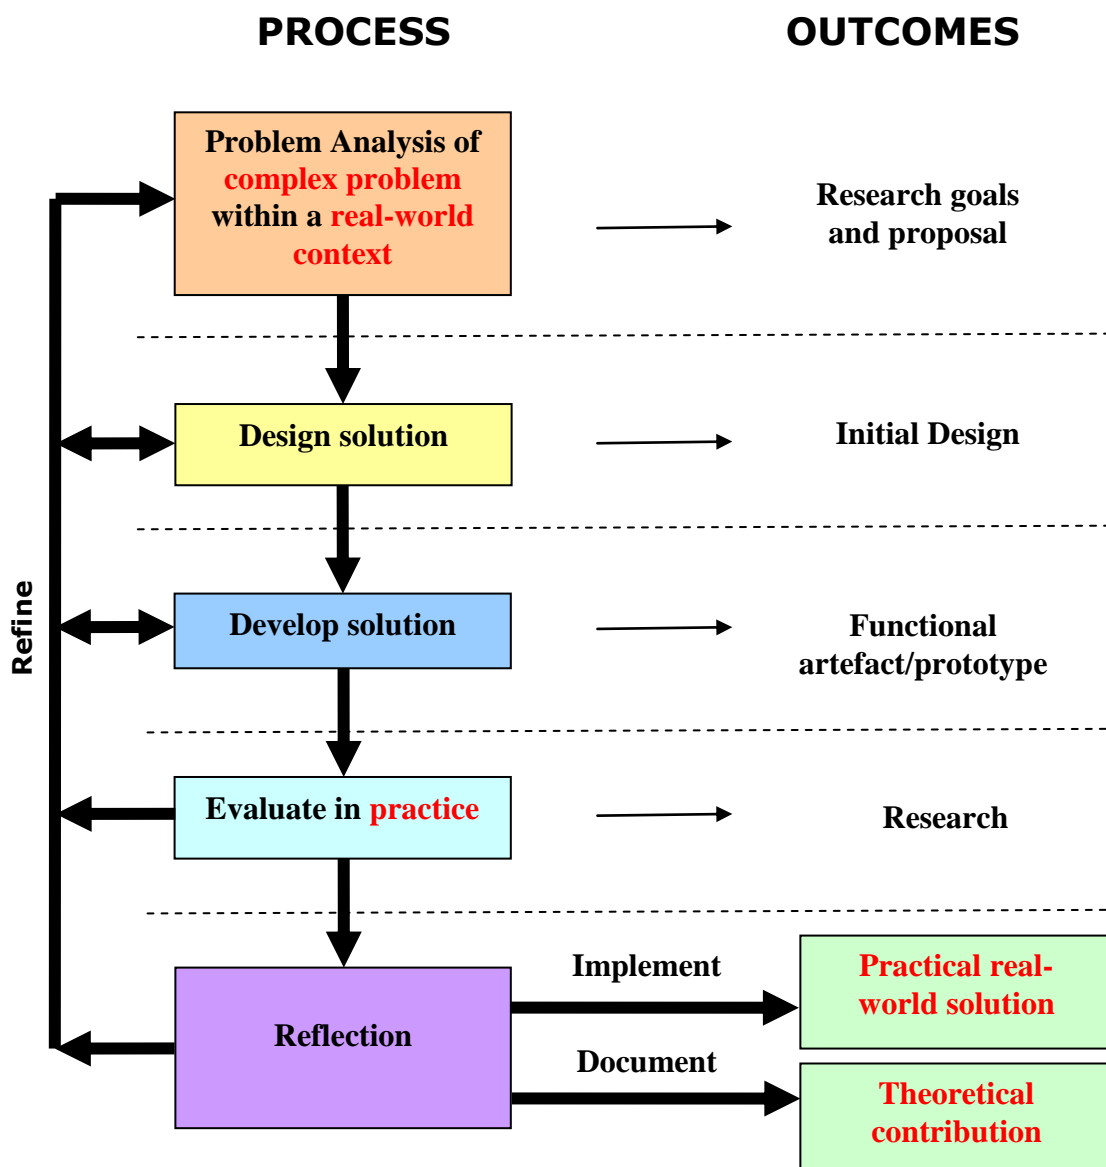 PROCESS
OUTCOMES
Problem Analysis of
complex problem
within a real-world
context
Research goals
and proposal
Design solution
Initial Design
Refine
Develop solution
Functional
artefact/prototype
Evaluate in practice
Research
Reflection
Implement
Practical real-
world solution
Document
Theoretical
contribution